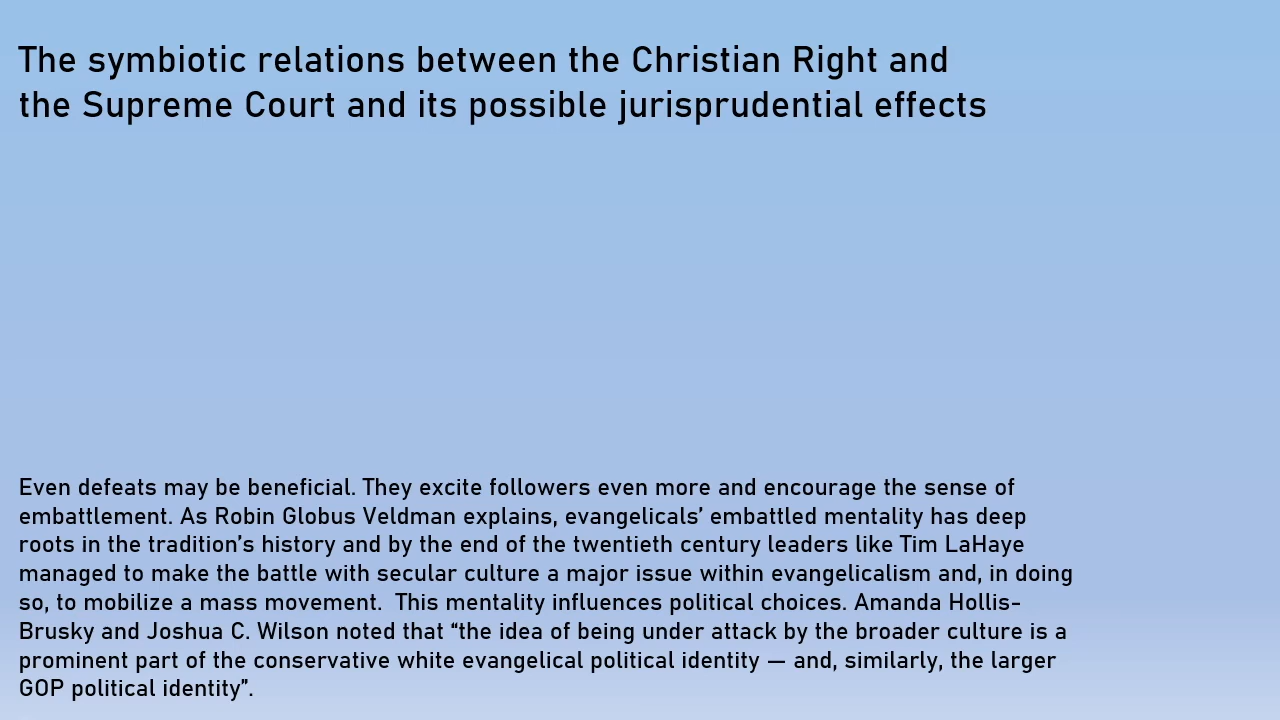 The symbiotic relations between the Christian Right and
the Supreme Court and its possible jurisprudential effects
Even defeats may be beneficial. They excite followers even more and encourage the sense of
embattlement. As Robin Globus Veldman explains, evangelicals’ embattled mentality has deep
roots in the tradition’s history and by the end of the twentieth century leaders like Tim LaHaye
managed to make the battle with secular culture a major issue within evangelicalism and, in doing
so, to mobilize a mass movement.  This mentality influences political choices. Amanda Hollis-
Brusky and Joshua C. Wilson noted that “the idea of being under attack by the broader culture is a
prominent part of the conservative white evangelical political identity — and, similarly, the larger
GOP political identity”.